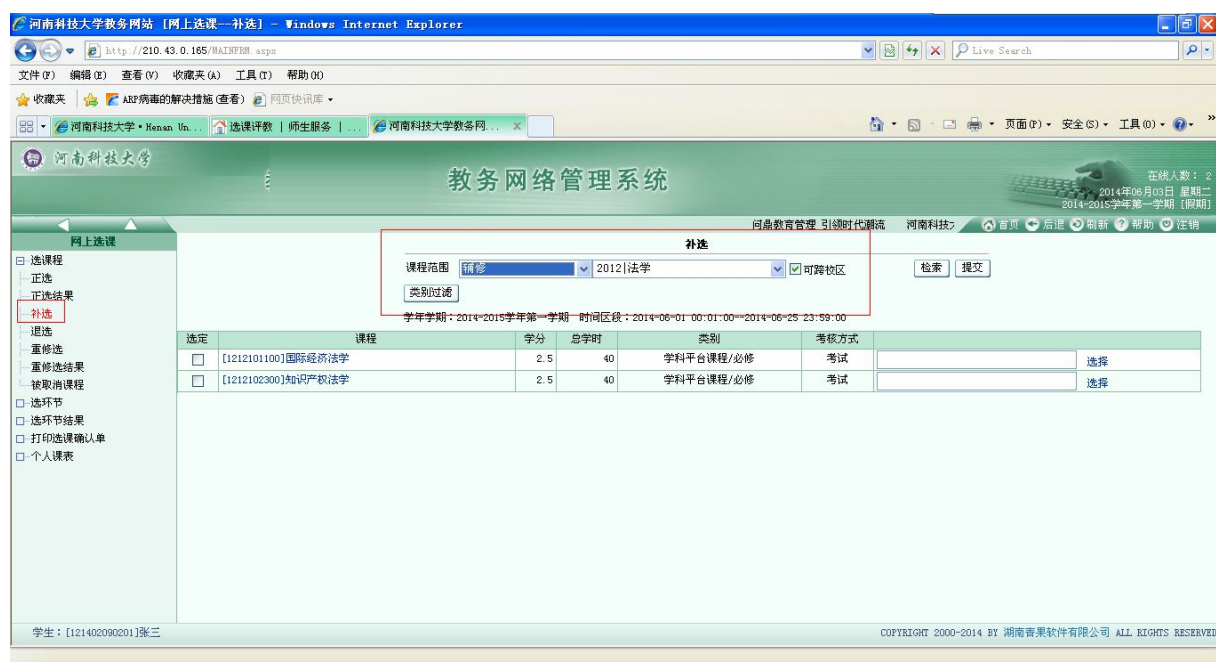 河南科技大学教务网站 [网上选课--补选] - Windows Internet Explorer
http://210.43.0.165/MAINFRM.aspx
Live Search
文件(F) 编辑(E) 查看(V) 收藏夹(A) 工具(T) 帮助(H)
收藏夹 ARP病毒的解决措施(查看) 网页快讯库
河南科技大学•Henan Un... 选课评教 | 师生服务 | ... 河南科技大学教务网... x 页面(P) 安全(S) 工具(O) »
河南科技大学
教务网络管理系统
在线人数: 2
2014年06月03日 星期二
2014-2015学年第一学期 [假期]
问鼎教育管理 引领时代潮流 河南科技 首页 后退 刷新 帮助 注销
网上选课
补选
选课程
正选
正选结果
补选
退选
重修选
重修选结果
被取消课程
选环节
选环节结果
打印选课确认单
个人课表
课程范围 辅修 2012|法学 可跨校区 检索 提交
类别过滤
学年学期:2014-2015学年第一学期 时间区段:2014-06-01 00:01:00--2014-06-25 23:59:00
选定 课程 学分 总学时 类别 考核方式
[1212101100]国际经济法学 2.5 40 学科平台课程/必修 考试 选择
[1212102300]知识产权法学 2.5 40 学科平台课程/必修 考试 选择
学生:[121402090201]张三
COPYRIGHT 2000-2014 BY 湖南青果软件有限公司 ALL RIGHTS RESERVED